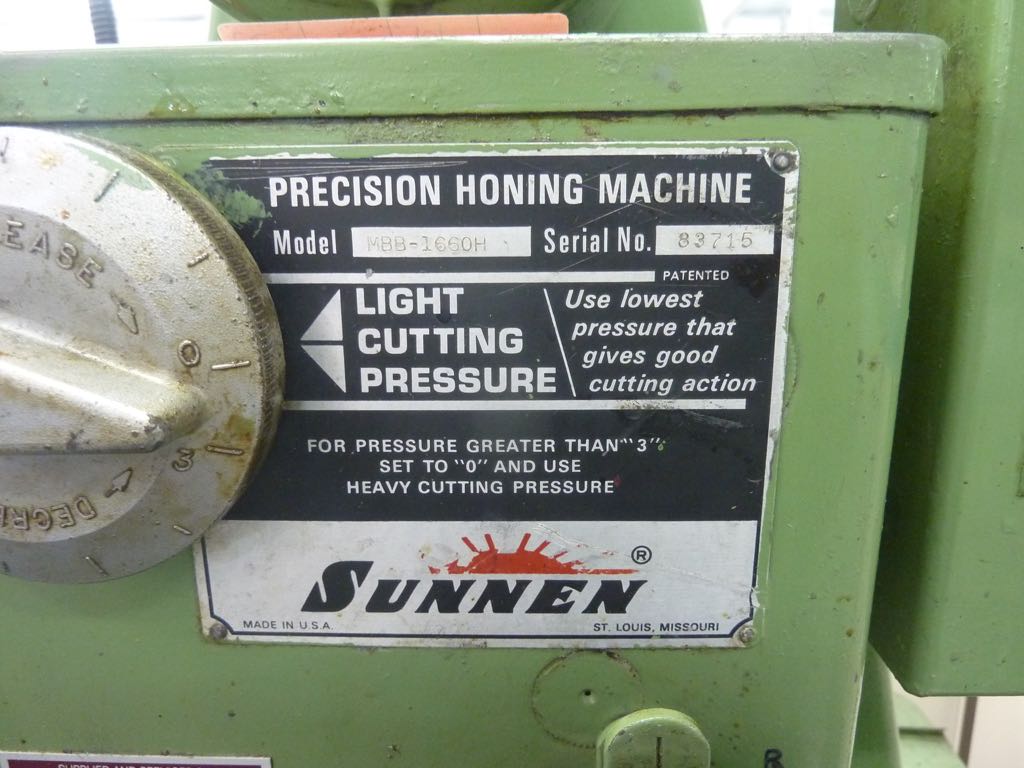 PRECISION HONING MACHINE
Model MBB-1660H Serial No. 83715
PATENTED
LIGHT
CUTTING
PRESSURE
Use lowest
pressure that
gives good
cutting action
FOR PRESSURE GREATER THAN "3"
SET TO "0" AND USE
HEAVY CUTTING PRESSURE
SUNNEN®
MADE IN U.S.A.
ST. LOUIS, MISSOURI
EASE
0
3
DECR
R